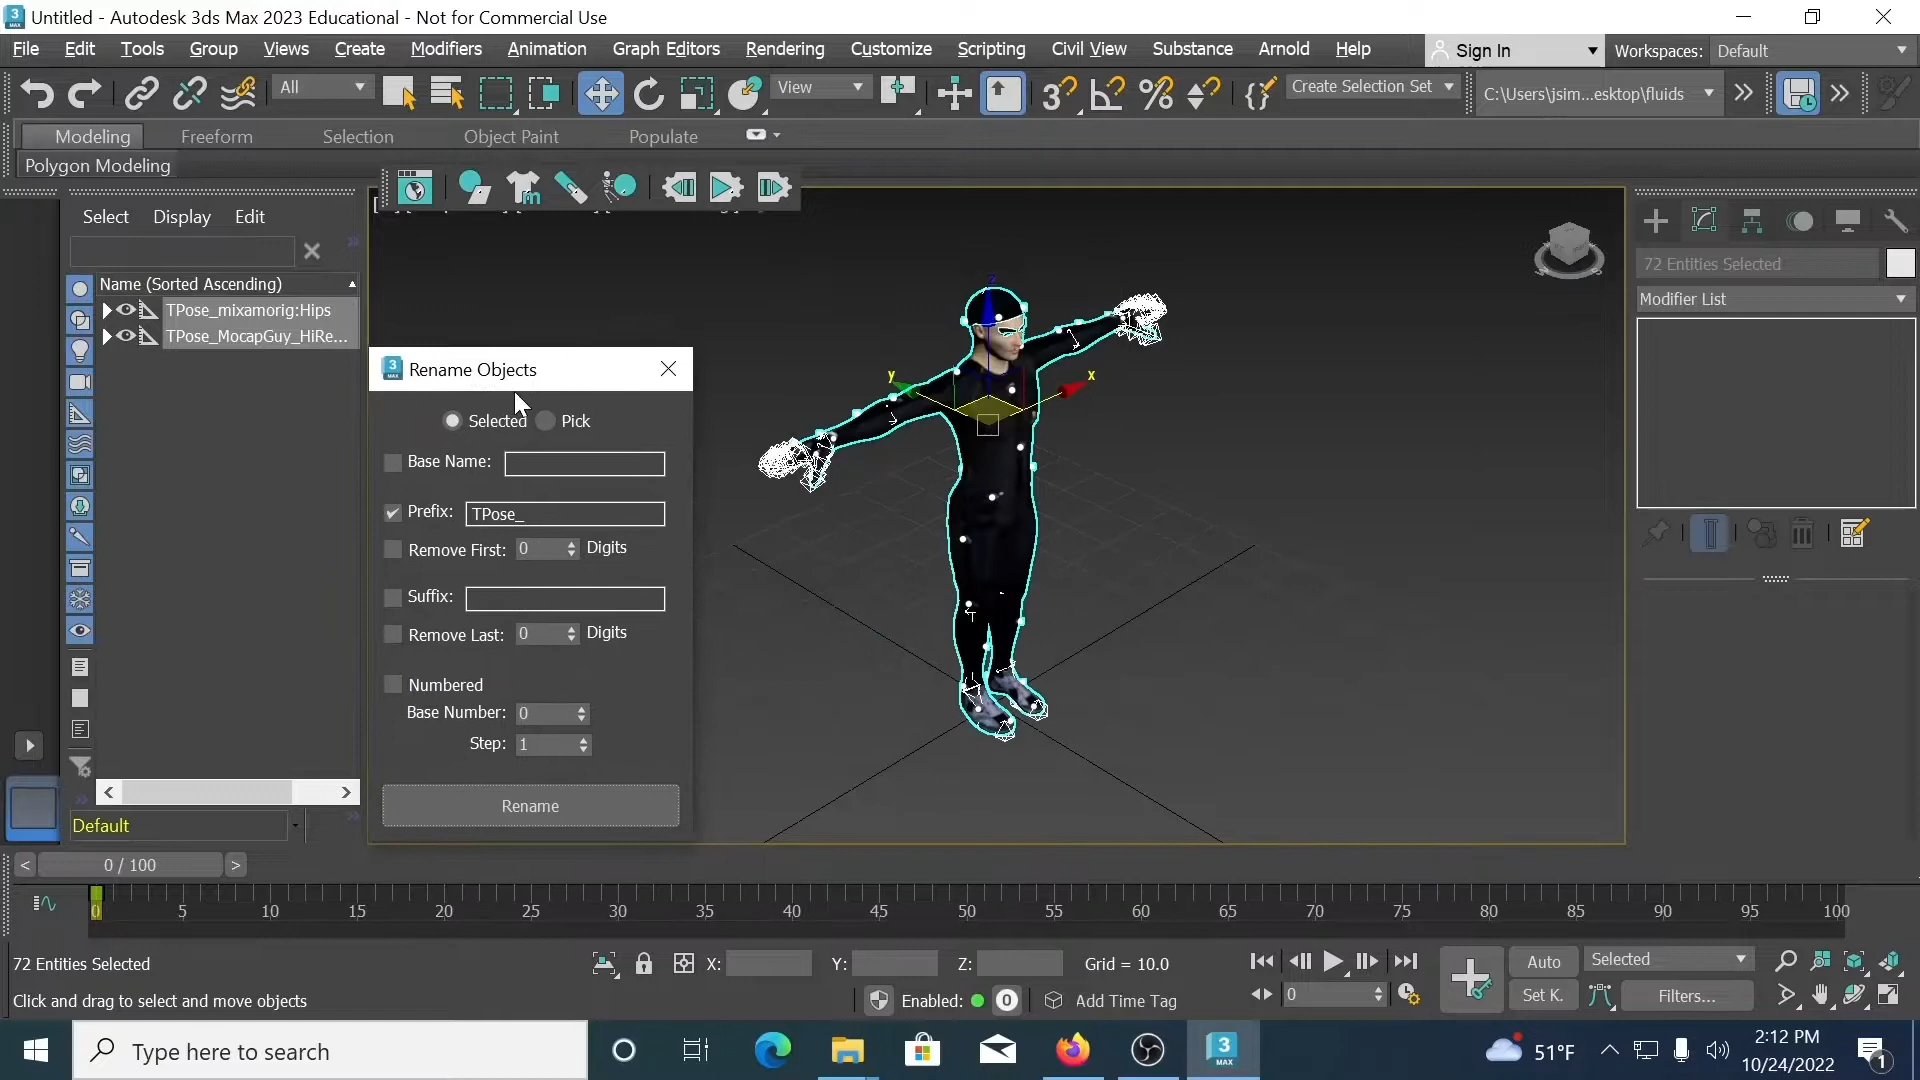 Untitled - Autodesk 3ds Max 2023 Educational - Not for Commercial Use
File Edit Tools Group Views Create Modifiers Animation Graph Editors Rendering Customize Scripting Civil View Substance Arnold Help Sign In Workspaces: Default
All View Create Selection Set C:\Users\jsim...esktop\fluids
Modeling Freeform Selection Object Paint Populate
Polygon Modeling
Select Display Edit
72 Entities Selected
Name (Sorted Ascending)
Modifier List
TPose_mixamorig:Hips
TPose_MocapGuy_HiRe...
Rename Objects
Selected Pick
Base Name:
Prefix: TPose_
Remove First: 0 Digits
Suffix:
Remove Last: 0 Digits
Numbered
Base Number: 0
Step: 1
Rename
z
y
x
Default
< 0 / 100 >
0 5 10 15 20 25 30 35 40 45 50 55 60 65 70 75 80 85 90 95 100
72 Entities Selected X: Y: Z: Grid = 10.0 Auto Selected
Click and drag to select and move objects Enabled: 0 Add Time Tag 0 Set K. Filters...
Type here to search
3
MAX
51°F
2:12 PM
10/24/2022
1